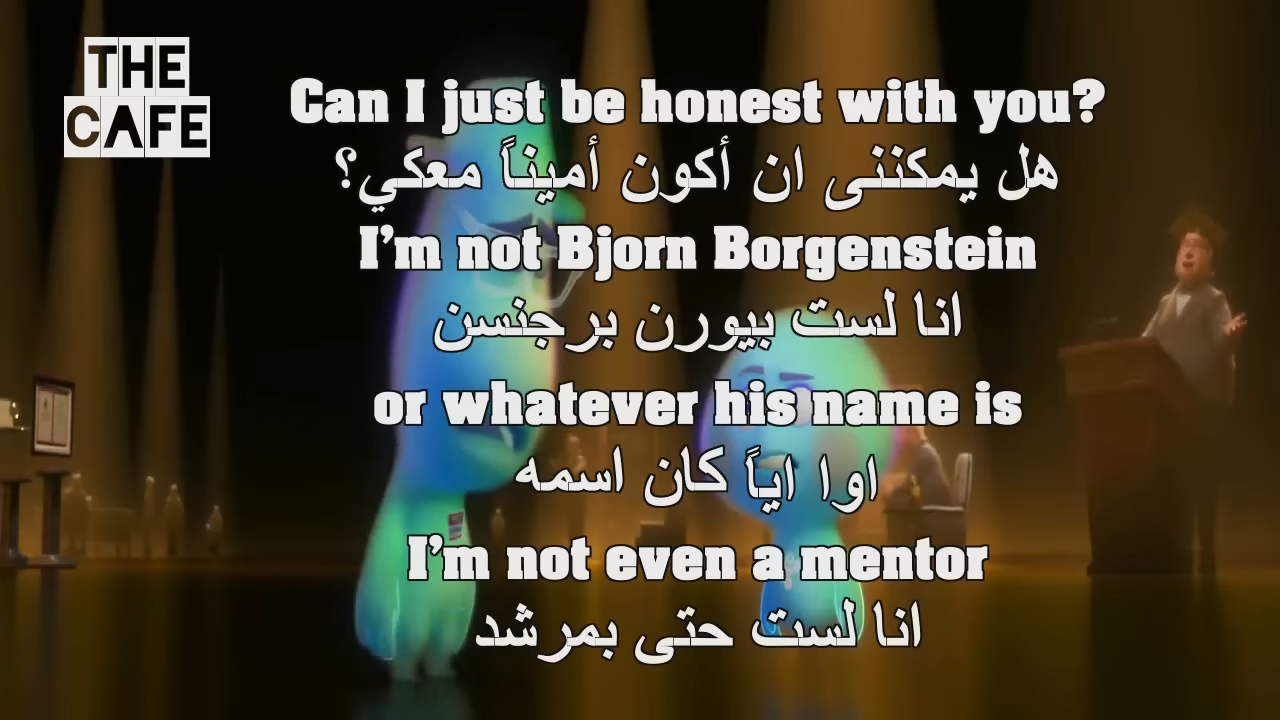 THE
CAFE
Can I just be honest with you?
هل يمكننى ان أكون أميناً معكي؟
I'm not Bjorn Borgenstein
انا لست بيورن برجنسن
or whatever his name is
اوا اياً كان اسمه
I'm not even a mentor
انا لست حتى بمرشد